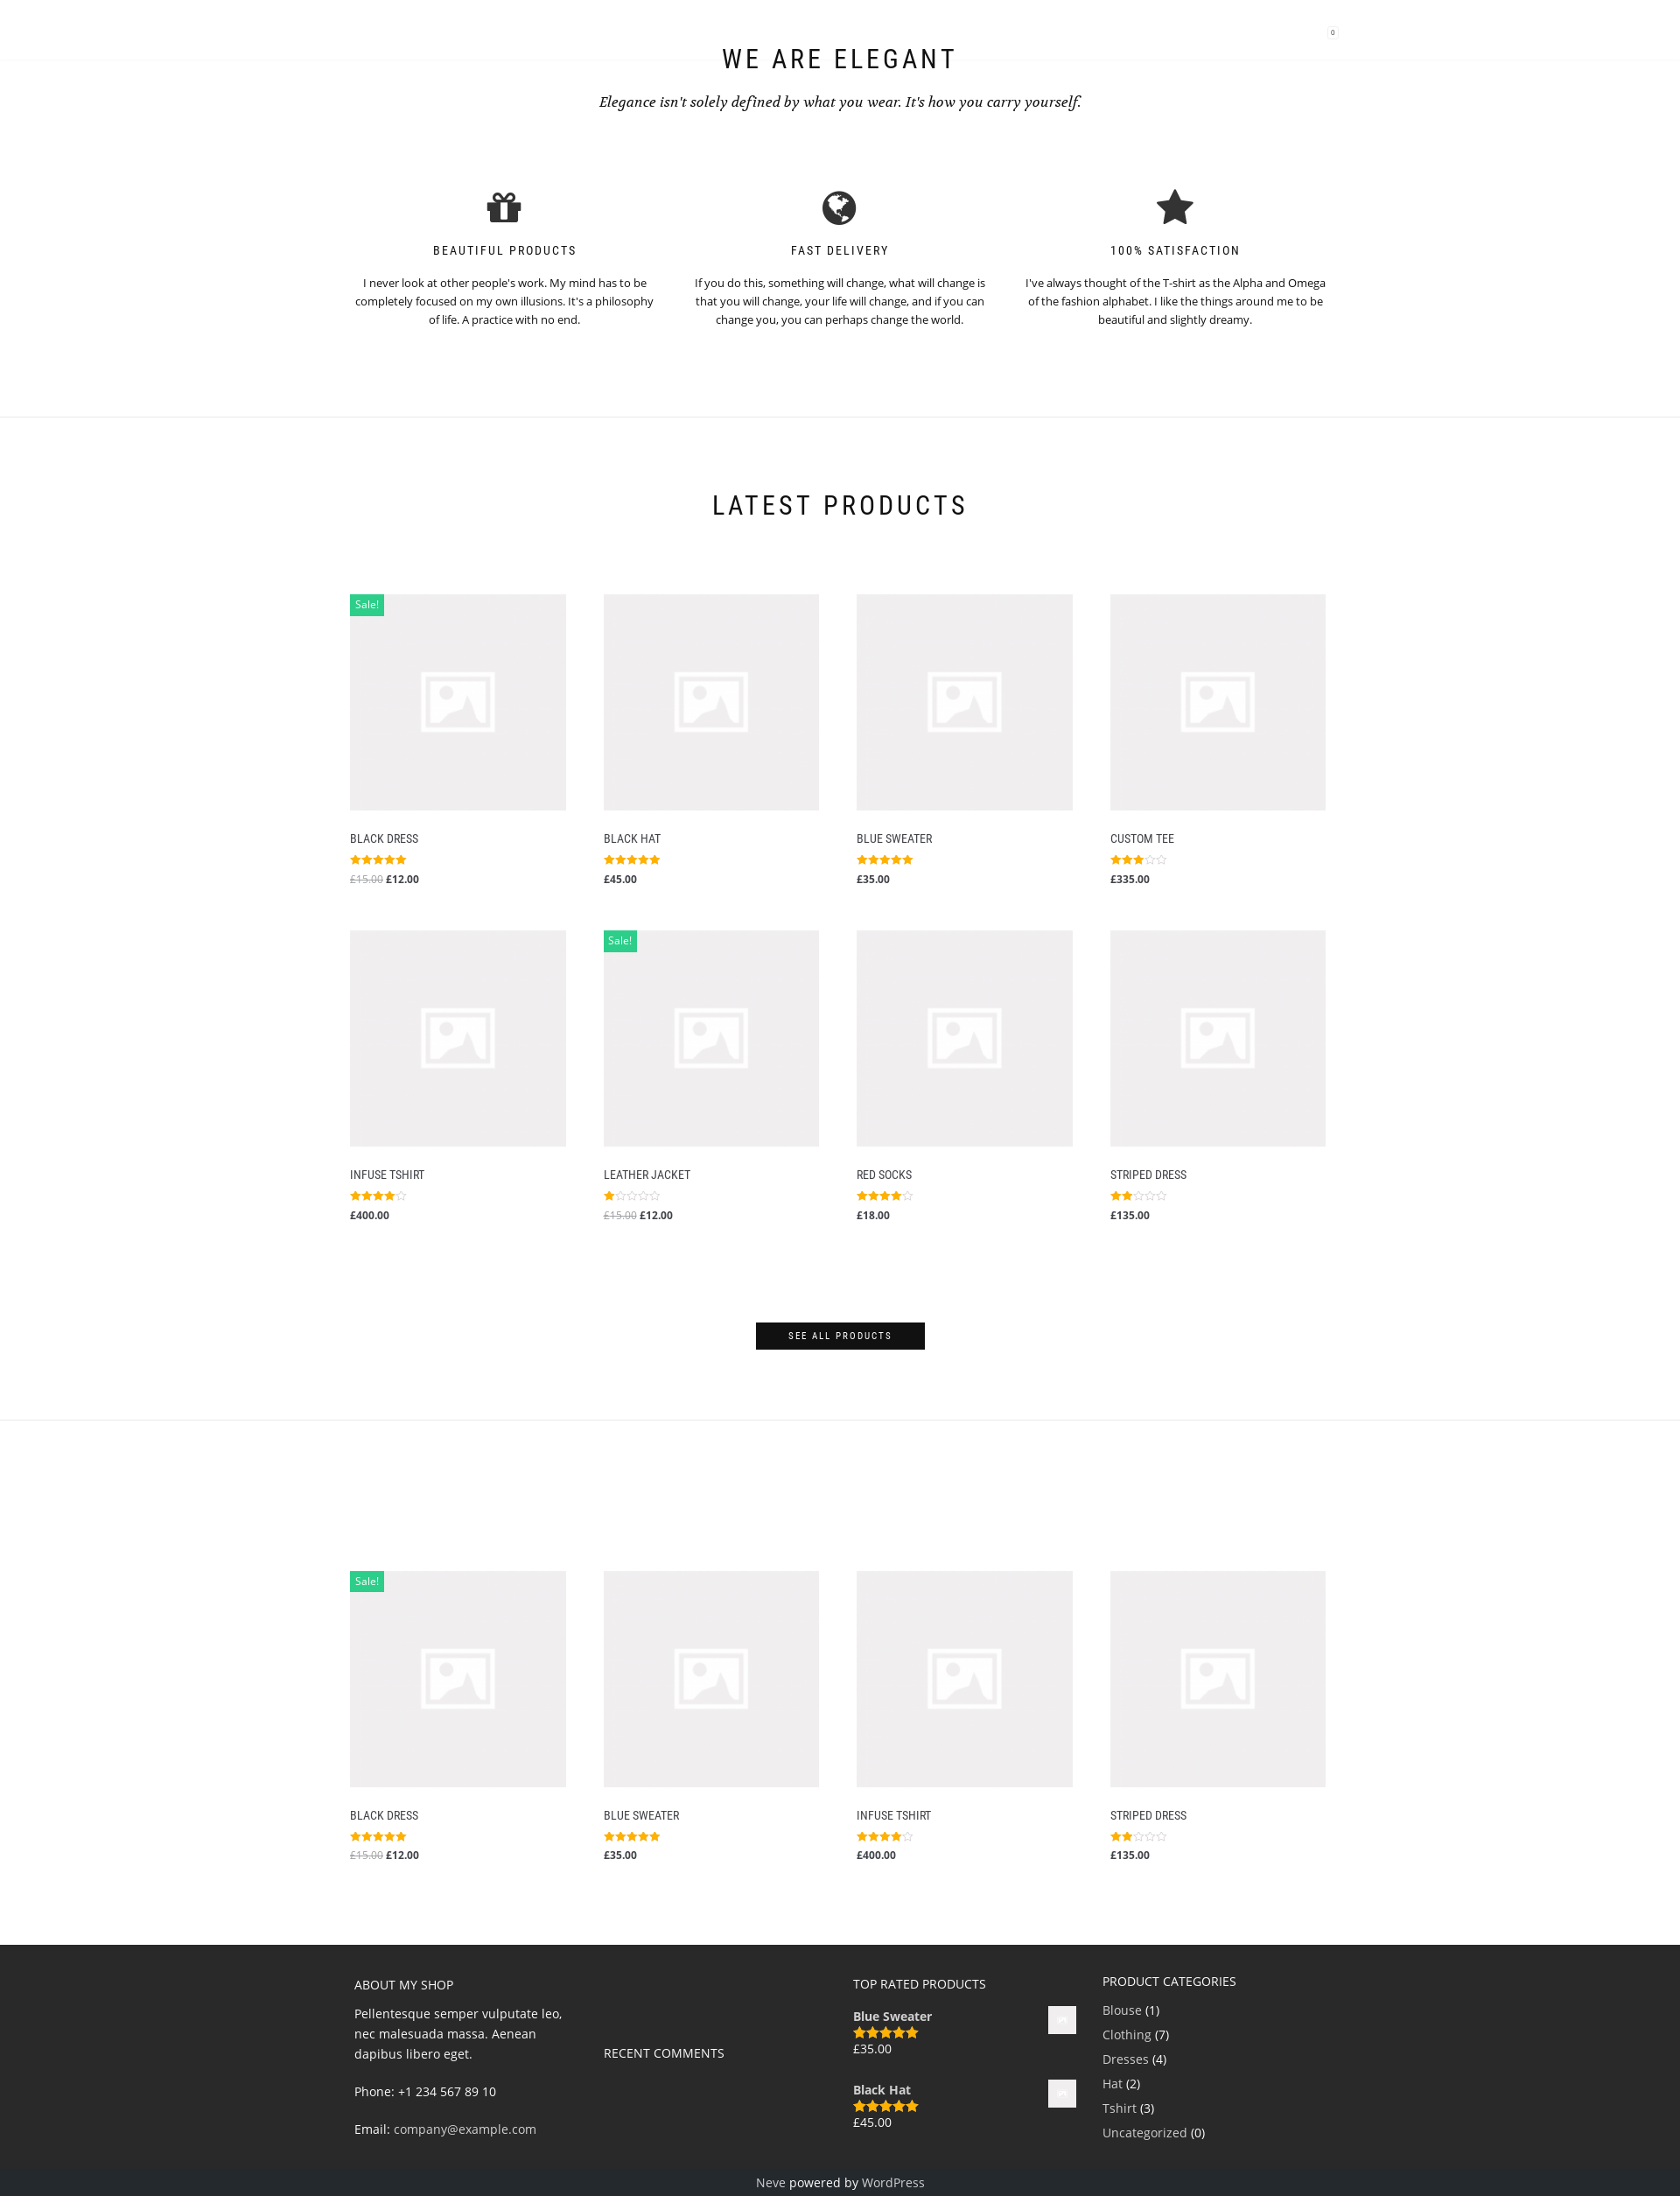 0
WE ARE ELEGANT
Elegance isn't solely defined by what you wear. It's how you carry yourself.
BEAUTIFUL PRODUCTS
I never look at other people's work. My mind has to be
completely focused on my own illusions. It's a philosophy
of life. A practice with no end.
FAST DELIVERY
If you do this, something will change, what will change is
that you will change, your life will change, and if you can
change you, you can perhaps change the world.
100% SATISFACTION
I've always thought of the T-shirt as the Alpha and Omega
of the fashion alphabet. I like the things around me to be
beautiful and slightly dreamy.
LATEST PRODUCTS
Sale!
BLACK DRESS
£15.00 £12.00
BLACK HAT
£45.00
BLUE SWEATER
£35.00
CUSTOM TEE
£335.00
INFUSE TSHIRT
£400.00
Sale!
LEATHER JACKET
£15.00 £12.00
RED SOCKS
£18.00
STRIPED DRESS
£135.00
SEE ALL PRODUCTS
Sale!
BLACK DRESS
£15.00 £12.00
BLUE SWEATER
£35.00
INFUSE TSHIRT
£400.00
STRIPED DRESS
£135.00
ABOUT MY SHOP
Pellentesque semper vulputate leo,
nec malesuada massa. Aenean
dapibus libero eget.
Phone: +1 234 567 89 10
Email: company@example.com
RECENT COMMENTS
TOP RATED PRODUCTS
Blue Sweater
£35.00
Black Hat
£45.00
PRODUCT CATEGORIES
Blouse (1)
Clothing (7)
Dresses (4)
Hat (2)
Tshirt (3)
Uncategorized (0)
Neve powered by WordPress